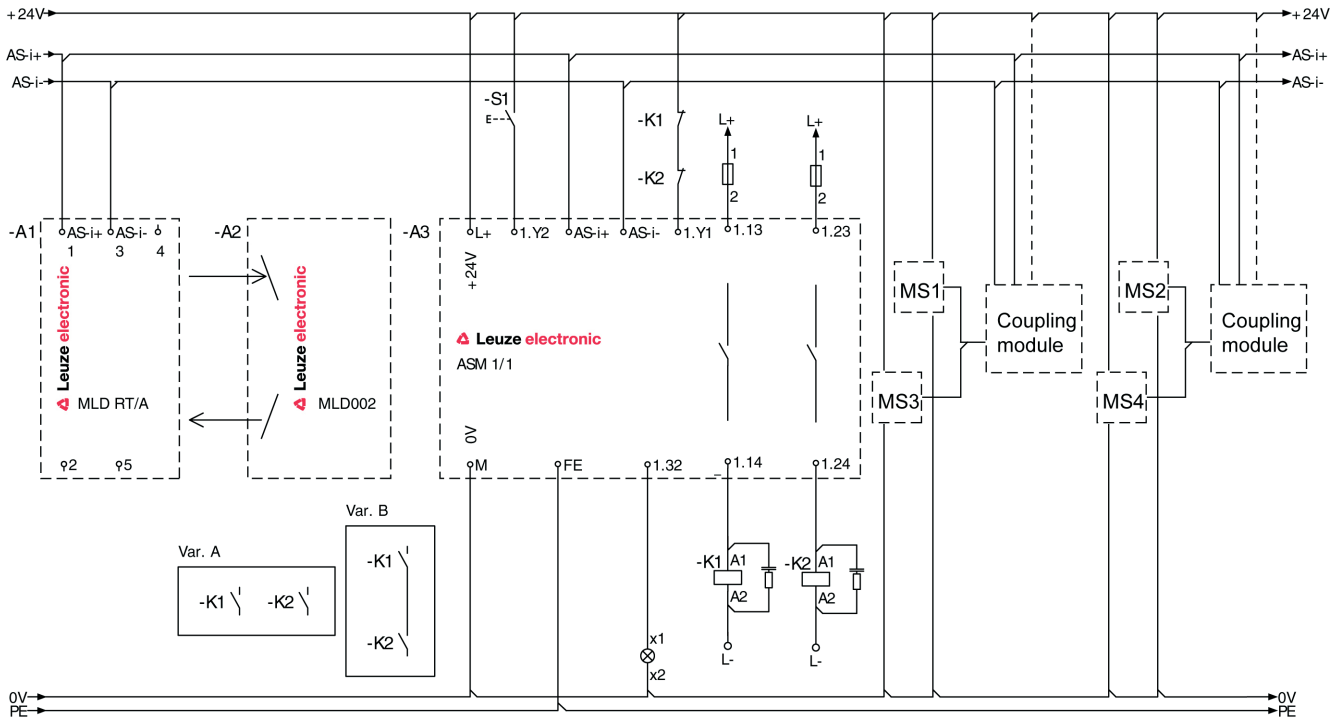 +24V
+24V
AS-i+
AS-i+
AS-i-
AS-i-
-S1
E
-K1
-K2
L+
1
2
L+
1
2
-A1
AS-i+
AS-i-
1
3
4
-A2
-A3
L+
1.Y2
AS-i+
AS-i-
1.Y1
1.13
1.23
+24V
Leuze electronic
MLD RT/A
Leuze electronic
MLD002
Leuze electronic
ASM 1/1
MS1
Coupling
module
MS3
MS2
Coupling
module
MS4
2
5
0V
M
FE
1.32
1.14
1.24
Var. A
-K1
-K2
Var. B
-K1
-K2
-K1
A1
A2
L-
-K2
A1
A2
L-
x1
x2
0V
0V
PE
PE